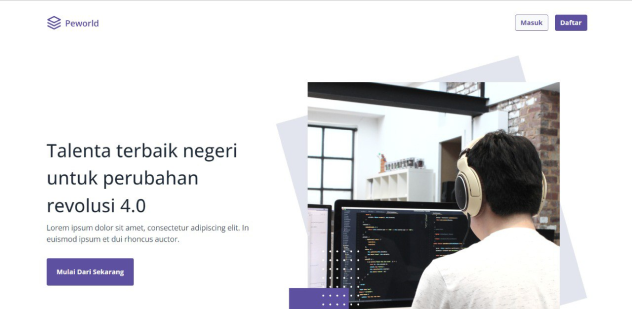 Peworld
Masuk
Daftar
Talenta terbaik negeri
untuk perubahan
revolusi 4.0
Lorem ipsum dolor sit amet, consectetur adipiscing elit. In
euismod ipsum et dui rhoncus auctor.
Mulai Dari Sekarang